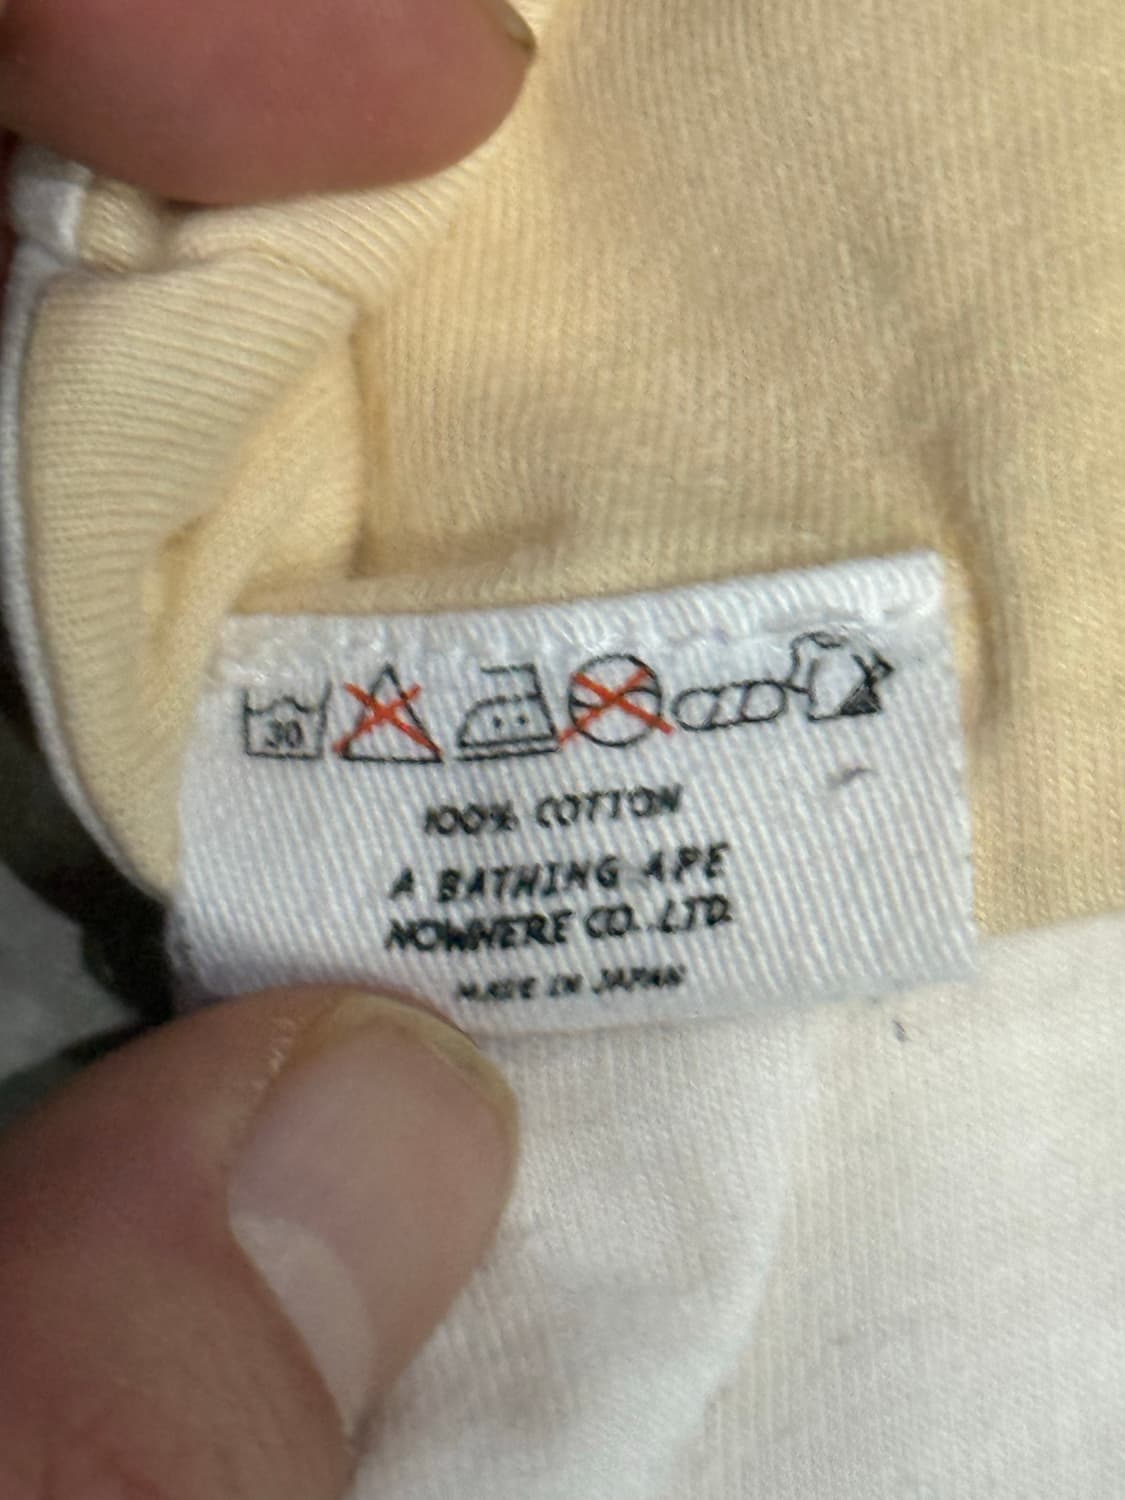 30
100% COTTON
A BATHING APE
NOWHERE CO.,LTD.
MADE IN JAPAN